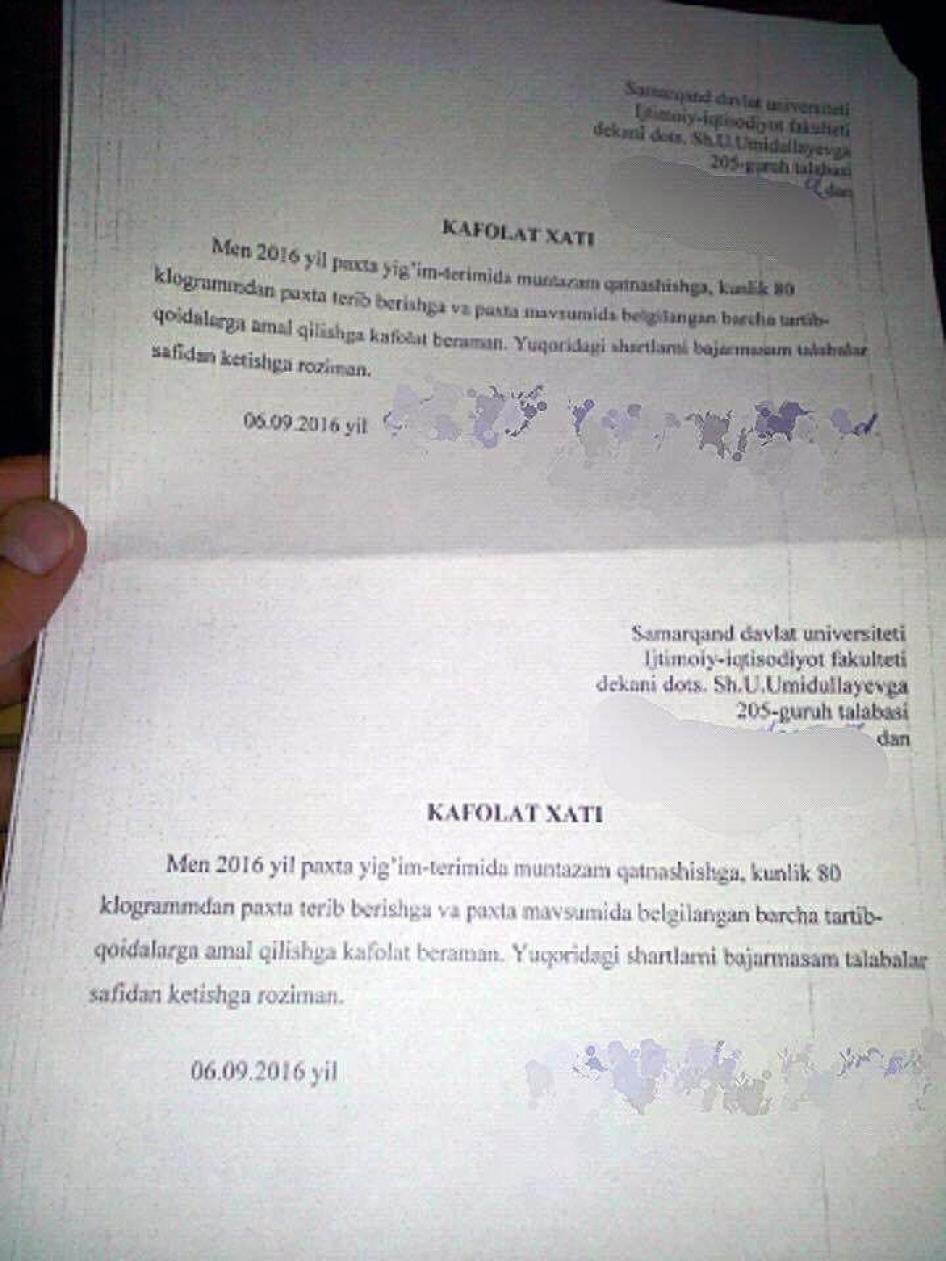 Samarqand davlat universiteti
Ijtimoiy-iqtisodiyot fakulteti
dekani dots. Sh.U.Umidullayevga
205-guruh talabasi
dan
KAFOLAT XATI
Men 2016 yil paxta yig'im-terimida muntazam qatnashishga, kunlik 80
klogrammdan paxta terib berishga va paxta mavsumida belgilangan barcha tartib-
qoidalarga amal qilishga kafolat beraman. Yuqoridagi shartlarni bajarmasam talabalar
safidan ketishga roziman.
06.09.2016 yil
Samarqand davlat universiteti
Ijtimoiy-iqtisodiyot fakulteti
dekani dots. Sh.U.Umidullayevga
205-guruh talabasi
dan
KAFOLAT XATI
Men 2016 yil paxta yig'im-terimida muntazam qatnashishga, kunlik 80
klogrammdan paxta terib berishga va paxta mavsumida belgilangan barcha tartib-
qoidalarga amal qilishga kafolat beraman. Yuqoridagi shartlarni bajarmasam talabalar
safidan ketishga roziman.
06.09.2016 yil